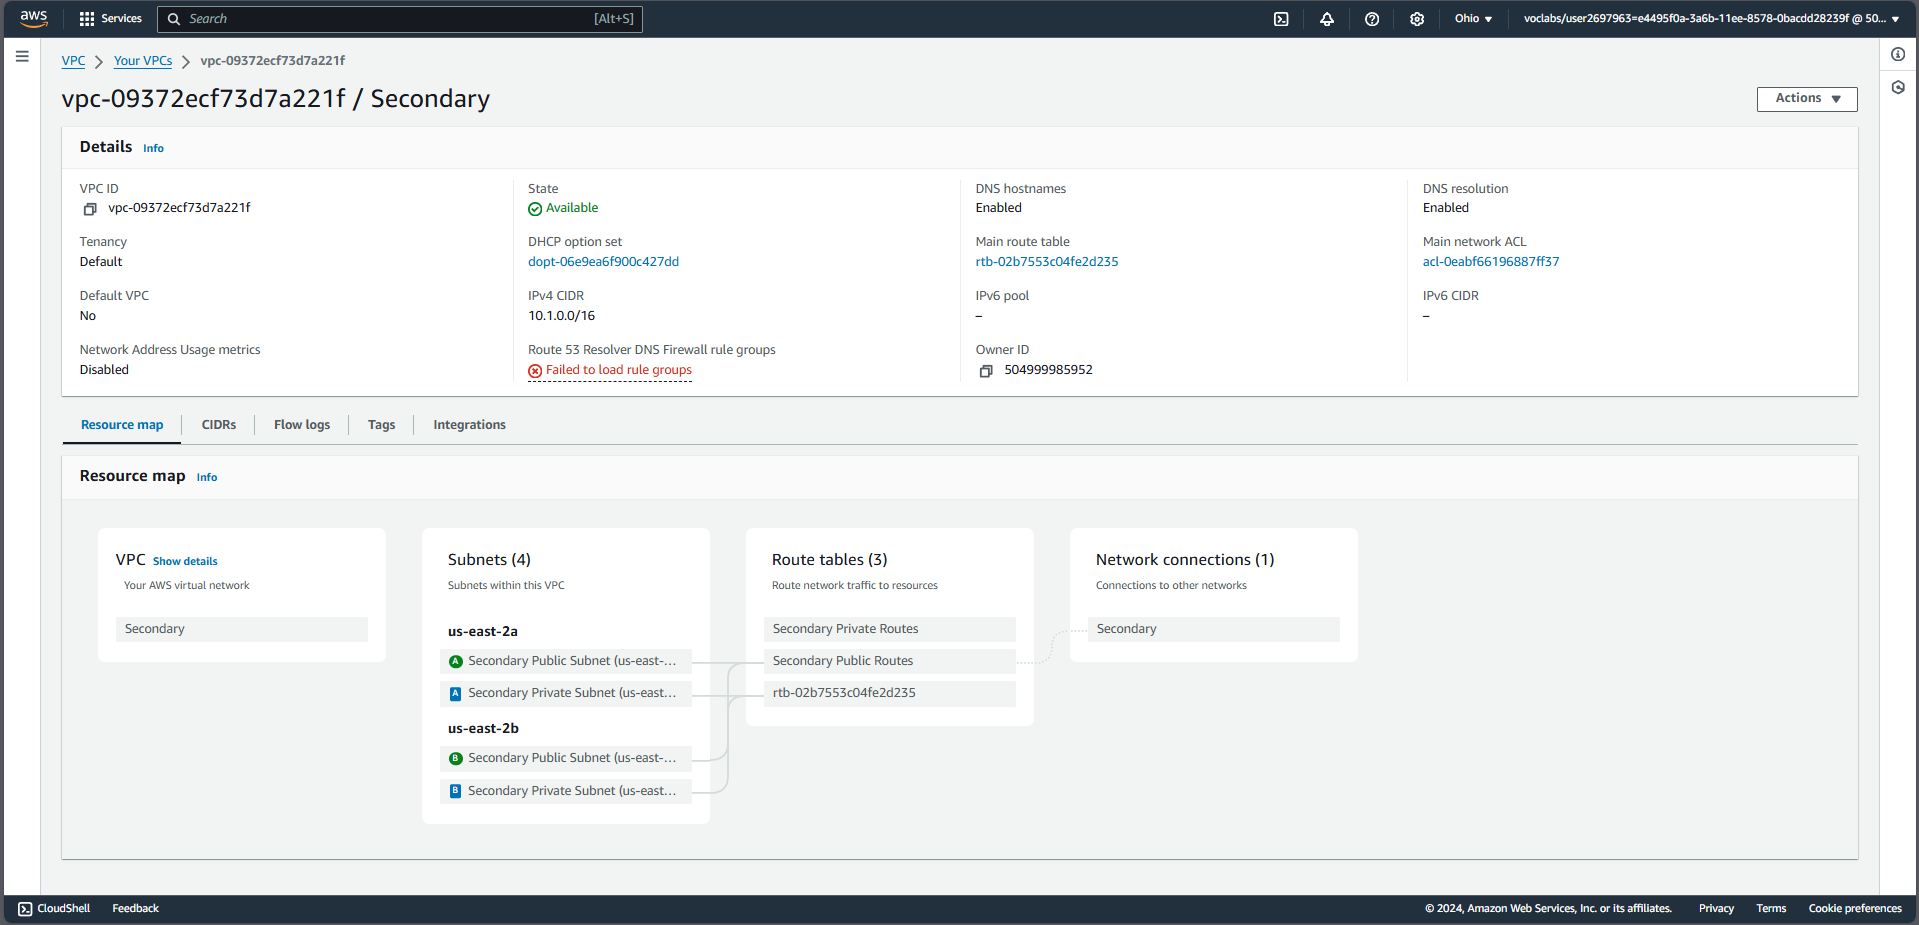 aws Services Search [Alt+S] Ohio ▼ voclabs/user2697963=e4495f0a-3a6b-11ee-8578-0bacdd28239f @ 50... ▼
VPC > Your VPCs > vpc-09372ecf73d7a221f
vpc-09372ecf73d7a221f / Secondary
Actions ▼
Details Info
VPC ID
vpc-09372ecf73d7a221f
State
Available
DNS hostnames
Enabled
DNS resolution
Enabled
Tenancy
Default
DHCP option set
dopt-06e9ea6f900c427dd
Main route table
rtb-02b7553c04fe2d235
Main network ACL
acl-0eabf66196887ff37
Default VPC
No
IPv4 CIDR
10.1.0.0/16
IPv6 pool
–
IPv6 CIDR
–
Network Address Usage metrics
Disabled
Route 53 Resolver DNS Firewall rule groups
Failed to load rule groups
Owner ID
504999985952
Resource map CIDRs Flow logs Tags Integrations
Resource map Info
VPC Show details
Your AWS virtual network
Secondary
Subnets (4)
Subnets within this VPC
us-east-2a
A Secondary Public Subnet (us-east-...
A Secondary Private Subnet (us-east...
us-east-2b
B Secondary Public Subnet (us-east-...
B Secondary Private Subnet (us-east...
Route tables (3)
Route network traffic to resources
Secondary Private Routes
Secondary Public Routes
rtb-02b7553c04fe2d235
Network connections (1)
Connections to other networks
Secondary
CloudShell Feedback © 2024, Amazon Web Services, Inc. or its affiliates. Privacy Terms Cookie preferences